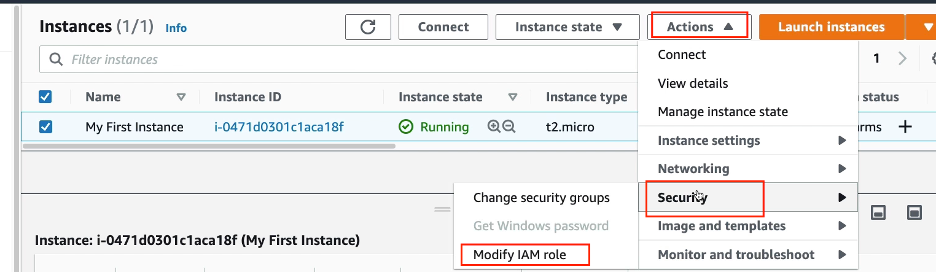 Instances (1/1) Info
Connect
Instance state
Actions
Launch instances
Filter instances
1
Connect
View details
Manage instance state
Instance settings
Networking
Security
Image and templates
Monitor and troubleshoot
Change security groups
Get Windows password
Modify IAM role
Name Instance ID Instance state Instance type status
My First Instance i-0471d0301c1aca18f Running t2.micro arms +
Instance: i-0471d0301c1aca18f (My First Instance)